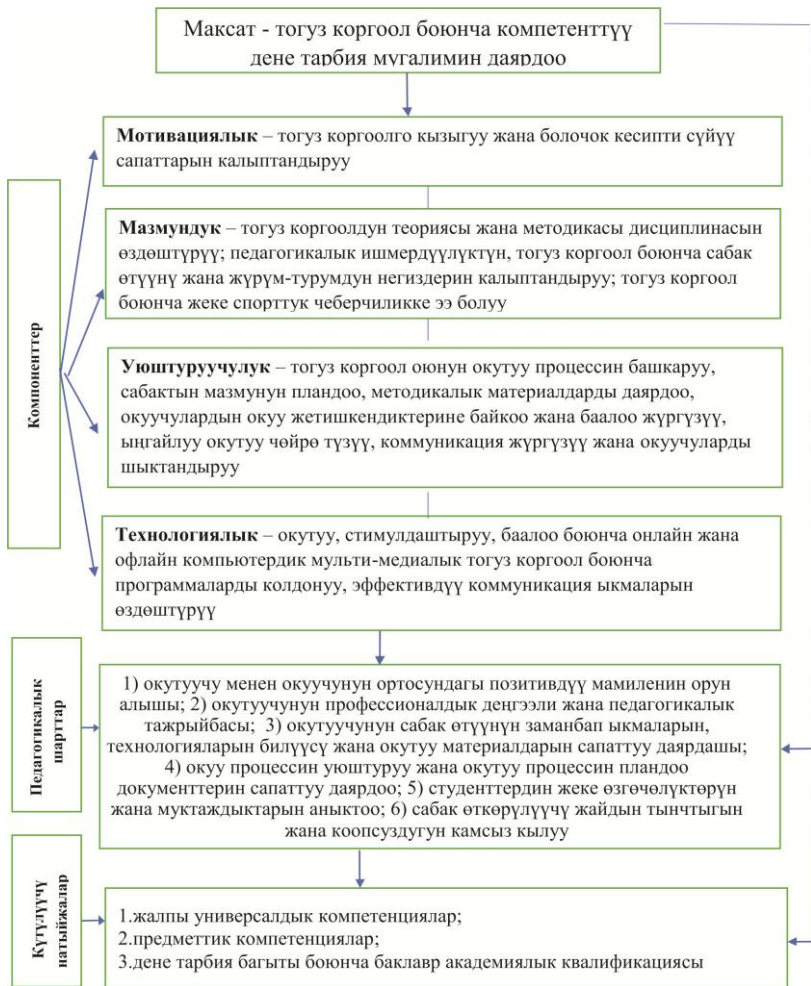 Максат - тогуз коргоол боюнча компетенттүү
дене тарбия мугалимин даярдоо
Компоненттер
Мотивациялык – тогуз коргоолго кызыгуу жана болочок кесипти сүйүү
сапаттарын калыптандыруу
Мазмундук – тогуз коргоолдун теориясы жана методикасы дисциплинасын
өздөштүрүү; педагогикалык ишмердүүлүктүн, тогуз коргоол боюнча сабак
өтүүнү жана жүрүм-турумдун негиздерин калыптандыруу; тогуз коргоол
боюнча жеке спорттук чеберчиликке ээ болуу
Уюштуруучулук – тогуз коргоол оюнун окутуу процессин башкаруу,
сабактын мазмунун пландоо, методикалык материалдарды даярдоо,
окуучулардын окуу жетишкендиктерине байкоо жана баалоо жүргүзүү,
ыңгайлуу окутуу чөйрө түзүү, коммуникация жүргүзүү жана окуучуларды
шыктандыруу
Технологиялык – окутуу, стимулдаштыруу, баалоо боюнча онлайн жана
офлайн компьютердик мульти-медиалык тогуз коргоол боюнча
программаларды колдонуу, эффективдүү коммуникация ыкмаларын
өздөштүрүү
Педагогикалык
шарттар
1) окутуучу менен окуучунун ортосундагы позитивдүү мамиленин орун
алышы; 2) окутуучунун профессионалдык деңгээли жана педагогикалык
тажрыйбасы; 3) окутуучунун сабак өтүүнүн заманбап ыкмаларын,
технологияларын билүүсү жана окутуу материалдарын сапаттуу даярдашы;
4) окуу процессин уюштуруу жана окутуу процессин пландоо
документтерин сапаттуу даярдоо; 5) студенттердин жеке өзгөчөлүктөрүн
жана муктаждыктарын аныктоо; 6) сабак өткөрүлүүчү жайдын тынчтыгын
жана коопсуздугун камсыз кылуу
Күтүлүүчү
натыйжалар
1.жалпы универсалдык компетенциялар;
2.предметтик компетенциялар;
3.дене тарбия багыты боюнча баклавр академиялык квалификациясы